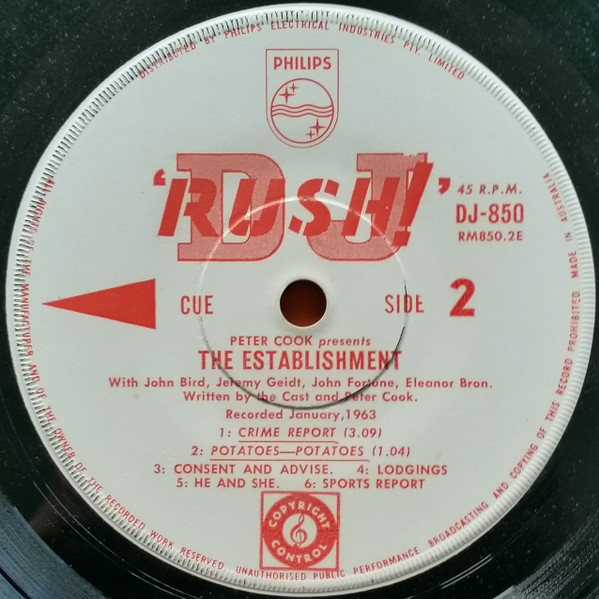 DISTRIBUTED BY PHILIPS ELECTRICAL INDUSTRIES PTY. LIMITED
PHILIPS
DJ
'RUSH!'
45 R.P.M.
DJ-850
RM850.2E
CUE
SIDE 2
PETER COOK presents
THE ESTABLISHMENT
With John Bird, Jeremy Geidt, John Fortune, Eleanor Bron.
Written by the Cast and Peter Cook.
Recorded January, 1963
1: CRIME REPORT (3.09)
2: POTATOES—POTATOES (1.04)
3: CONSENT AND ADVISE. 4: LODGINGS
5: HE AND SHE. 6: SPORTS REPORT
COPYRIGHT CONTROL
ALL RIGHTS OF THE MANUFACTURER AND OF THE OWNER OF THE RECORDED WORK RESERVED. UNAUTHORISED PUBLIC PERFORMANCE BROADCASTING AND COPYING OF THIS RECORD PROHIBITED. MADE IN AUSTRALIA